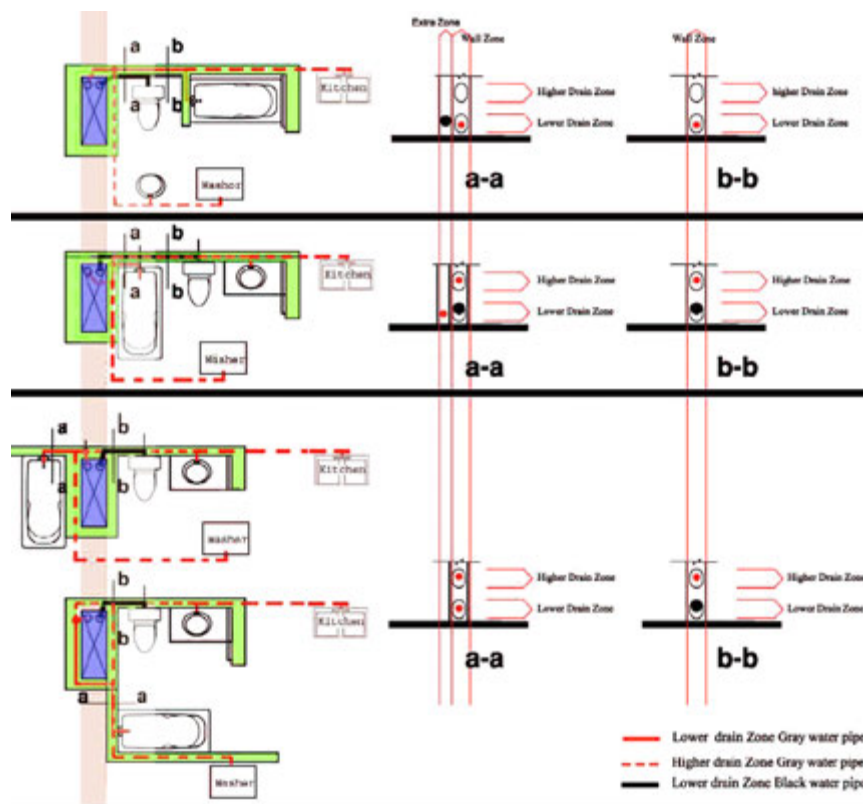 Extra Zone
Wall Zone
Wall Zone
a b
Kitchen
a b
Higher Drain Zone
higher Drain Zone
Lower Drain Zone
Lower Drain Zone
Washer
a-a
b-b
a b
Kitchen
a b
Higher Drain Zone
Higher Drain Zone
Lower Drain Zone
Lower Drain Zone
Washer
a-a
b-b
a b
Kitchen
a b
washer
Higher Drain Zone
Higher Drain Zone
b
Lower Drain Zone
Lower Drain Zone
Kitchen
b
a-a
b-b
a a
Lower drain Zone Gray water pipe
Higher drain Zone Gray water pipe
Washer
Lower drain Zone Black water pipe